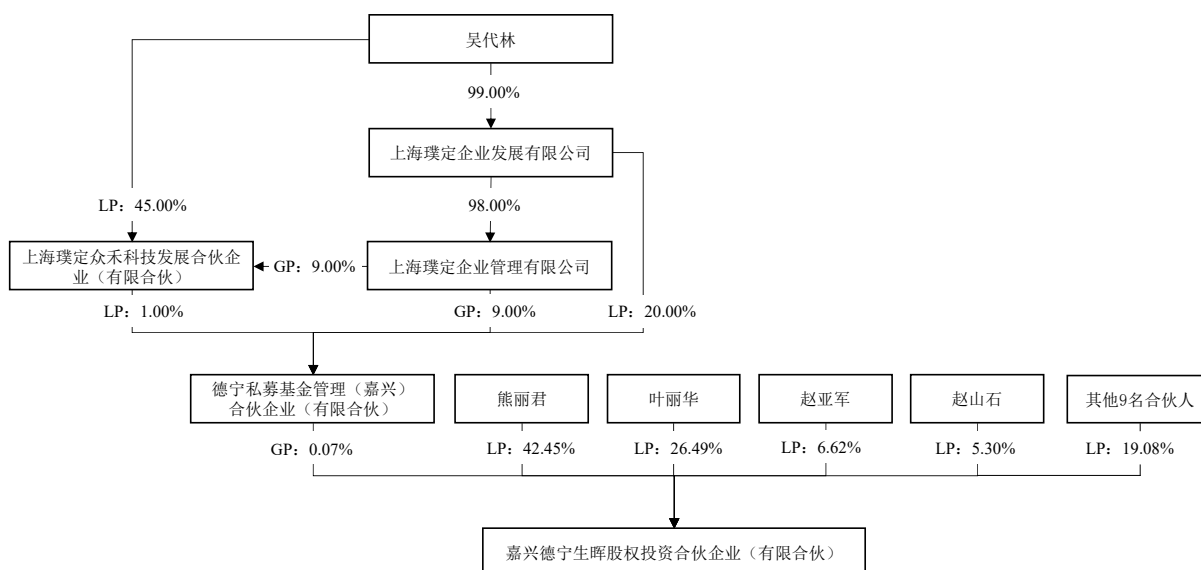 吴代林
99.00%
上海璞定企业发展有限公司
LP：45.00%
98.00%
上海璞定众禾科技发展合伙企
业（有限合伙）
GP：9.00%
上海璞定企业管理有限公司
LP：1.00%
GP：9.00%
LP：20.00%
德宁私募基金管理（嘉兴）
合伙企业（有限合伙）
熊丽君
叶丽华
赵亚军
赵山石
其他9名合伙人
GP：0.07%
LP：42.45%
LP：26.49%
LP：6.62%
LP：5.30%
LP：19.08%
嘉兴德宁生晖股权投资合伙企业（有限合伙）